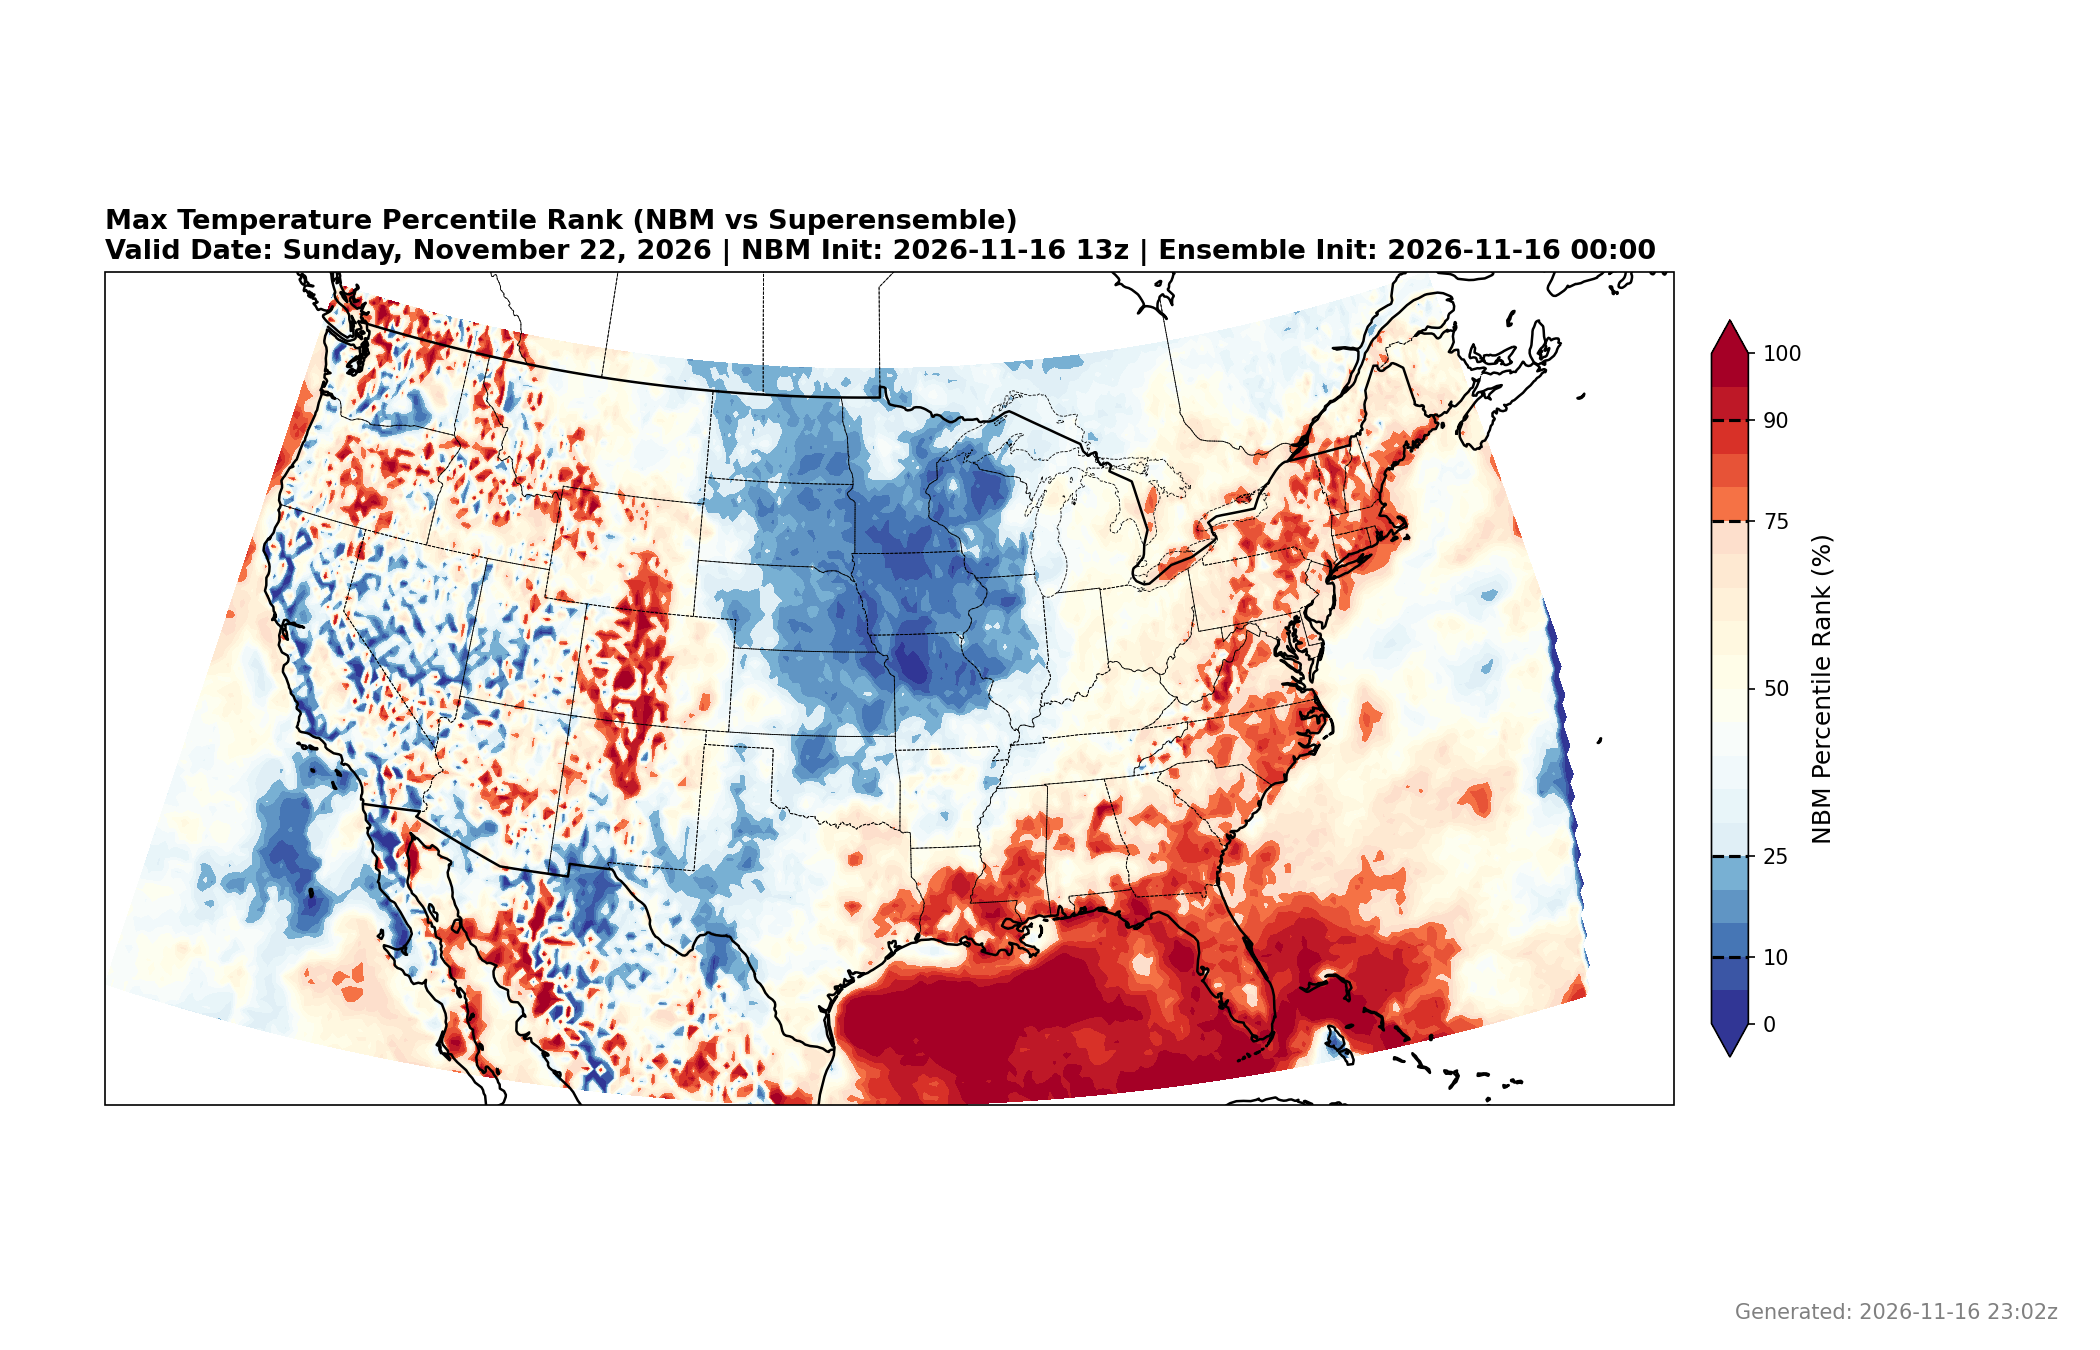 Max Temperature Percentile Rank (NBM vs Superensemble)
Valid Date: Sunday, November 22, 2026 | NBM Init: 2026-11-16 13z | Ensemble Init: 2026-11-16 00:00
100
90
75
50
25
10
0
NBM Percentile Rank (%)
Generated: 2026-11-16 23:02z